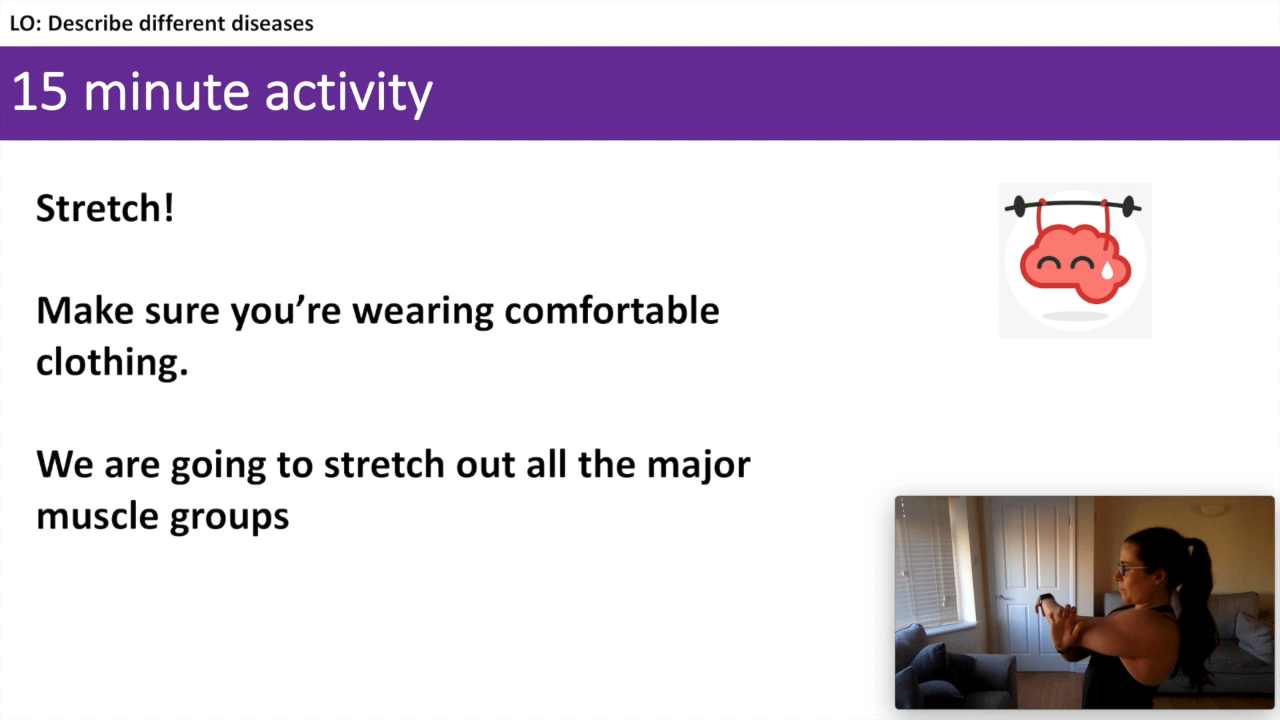 LO: Describe different diseases
15 minute activity
Stretch!
Make sure you’re wearing comfortable
clothing.
We are going to stretch out all the major
muscle groups